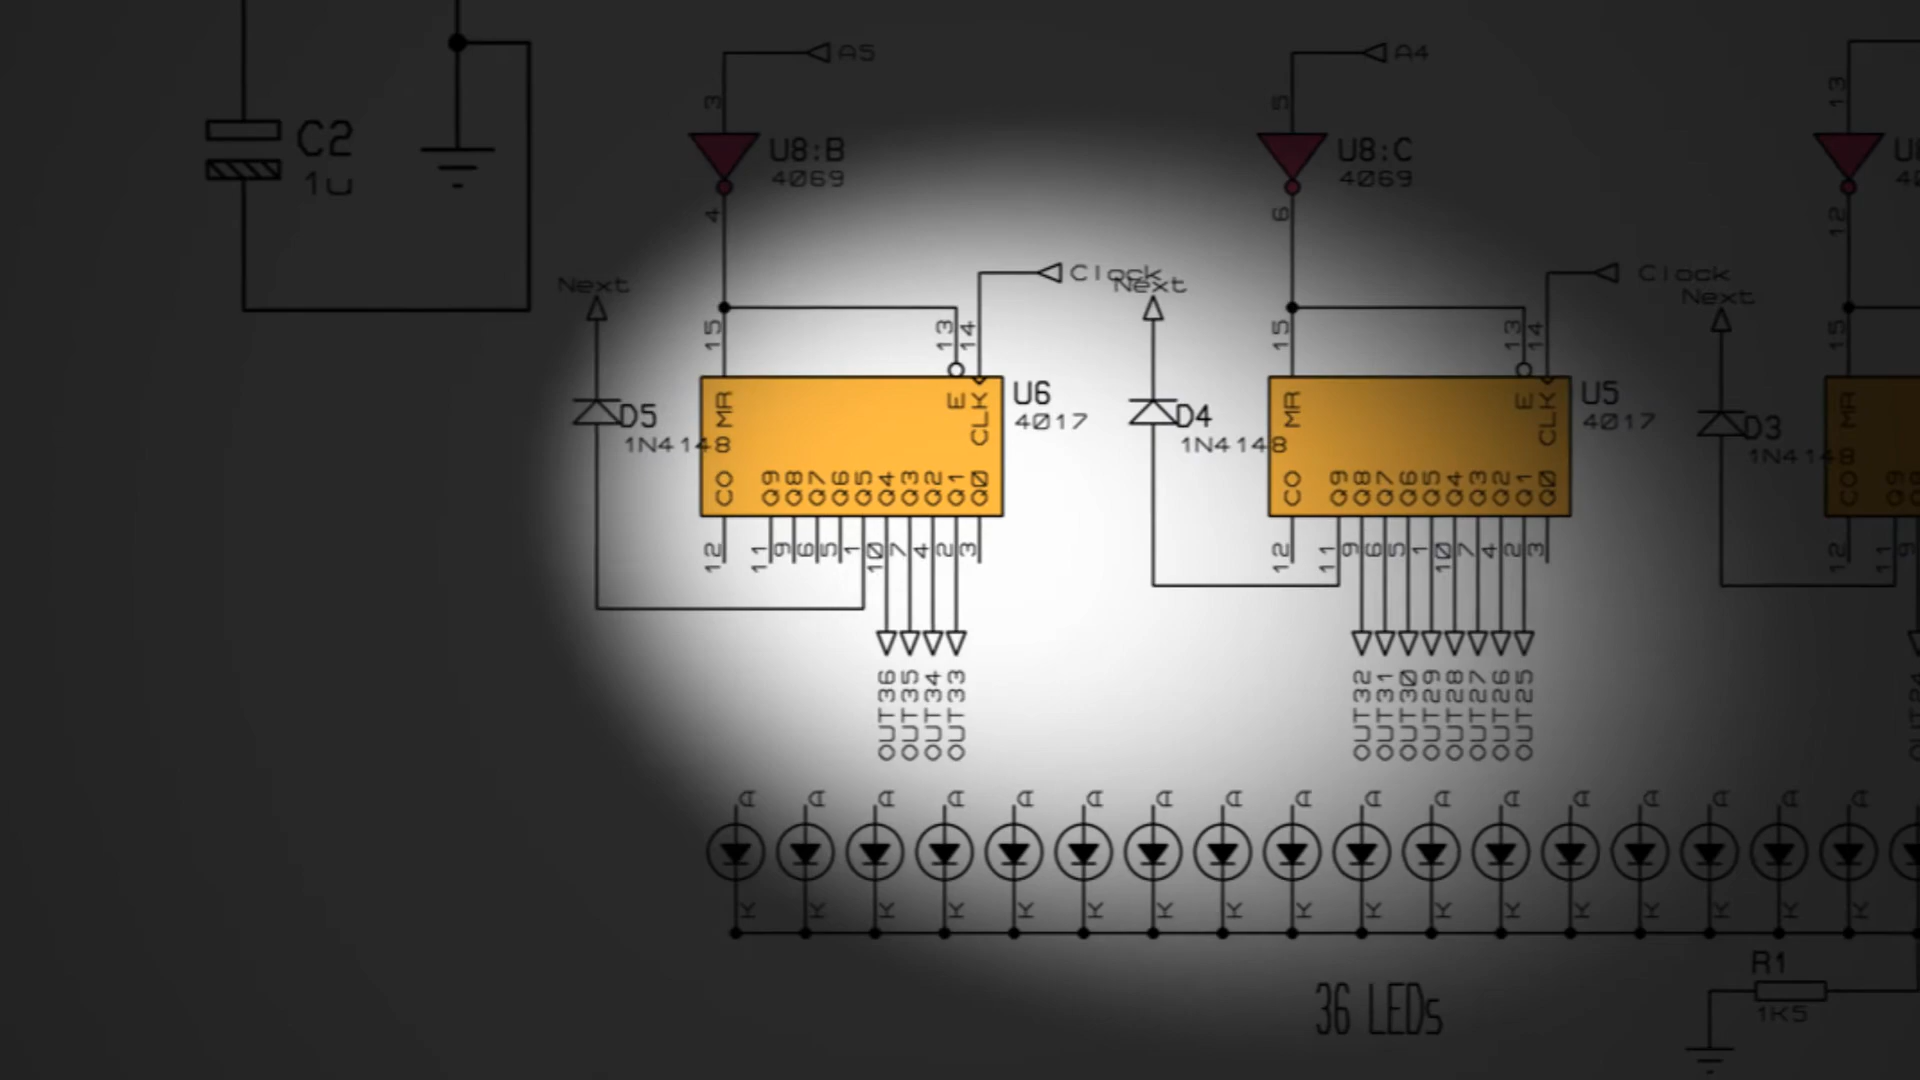 A5
A4
3
5
13
C2
1u
U8:B
4069
U8:C
4069
4
6
12
Next
Clock
Next
Clock
Next
15
13
14
15
13
14
15
MR
E
CLK
U6
4017
MR
E
CLK
U5
4017
MR
D5
1N4148
D4
1N4148
D3
1N4148
CO
Q9
Q8
Q7
Q6
Q5
Q4
Q3
Q2
Q1
Q0
CO
Q9
Q8
Q7
Q6
Q5
Q4
Q3
Q2
Q1
Q0
CO
Q9
12
11
9
6
5
1
10
7
4
2
3
12
11
9
6
5
1
10
7
4
2
3
12
11
9
OUT36
OUT35
OUT34
OUT33
OUT32
OUT31
OUT30
OUT29
OUT28
OUT27
OUT26
OUT25
OUT24
A A A A A A A A A A A A A A A A A
K K K K K K K K K K K K K K K K K
R1
1K5
36 LEDs